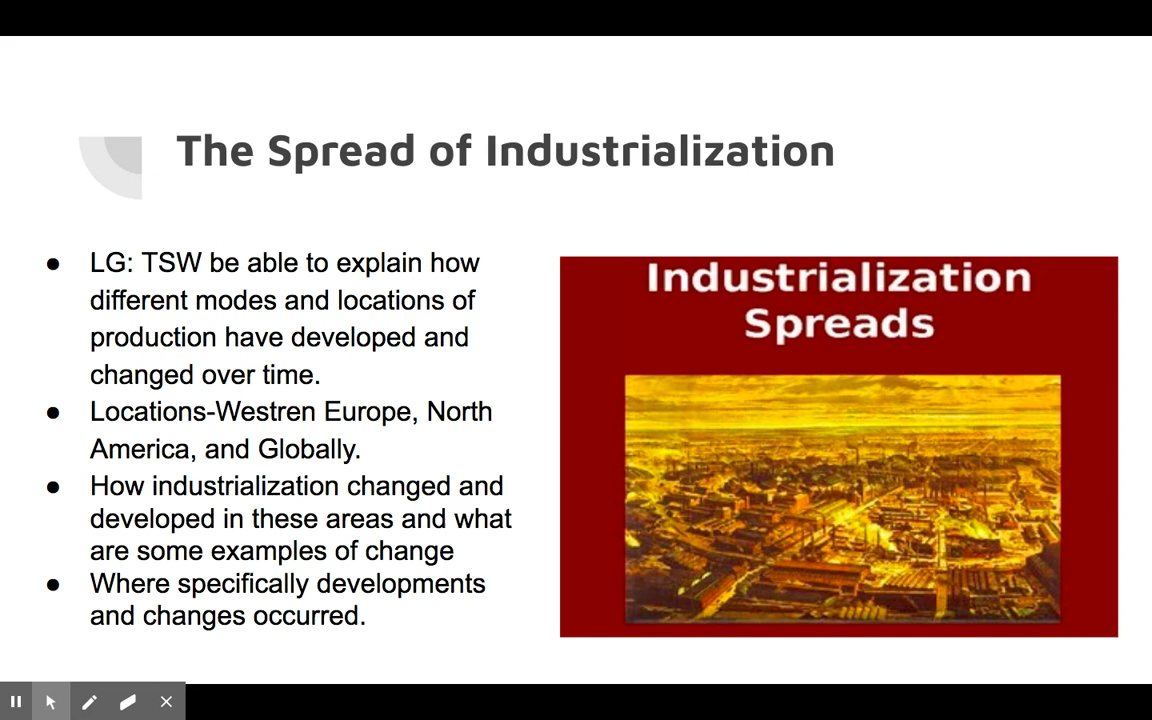 The Spread of Industrialization
● LG: TSW be able to explain how
different modes and locations of
production have developed and
changed over time.
● Locations-Westren Europe, North
America, and Globally.
● How industrialization changed and
developed in these areas and what
are some examples of change
● Where specifically developments
and changes occurred.
Industrialization
Spreads